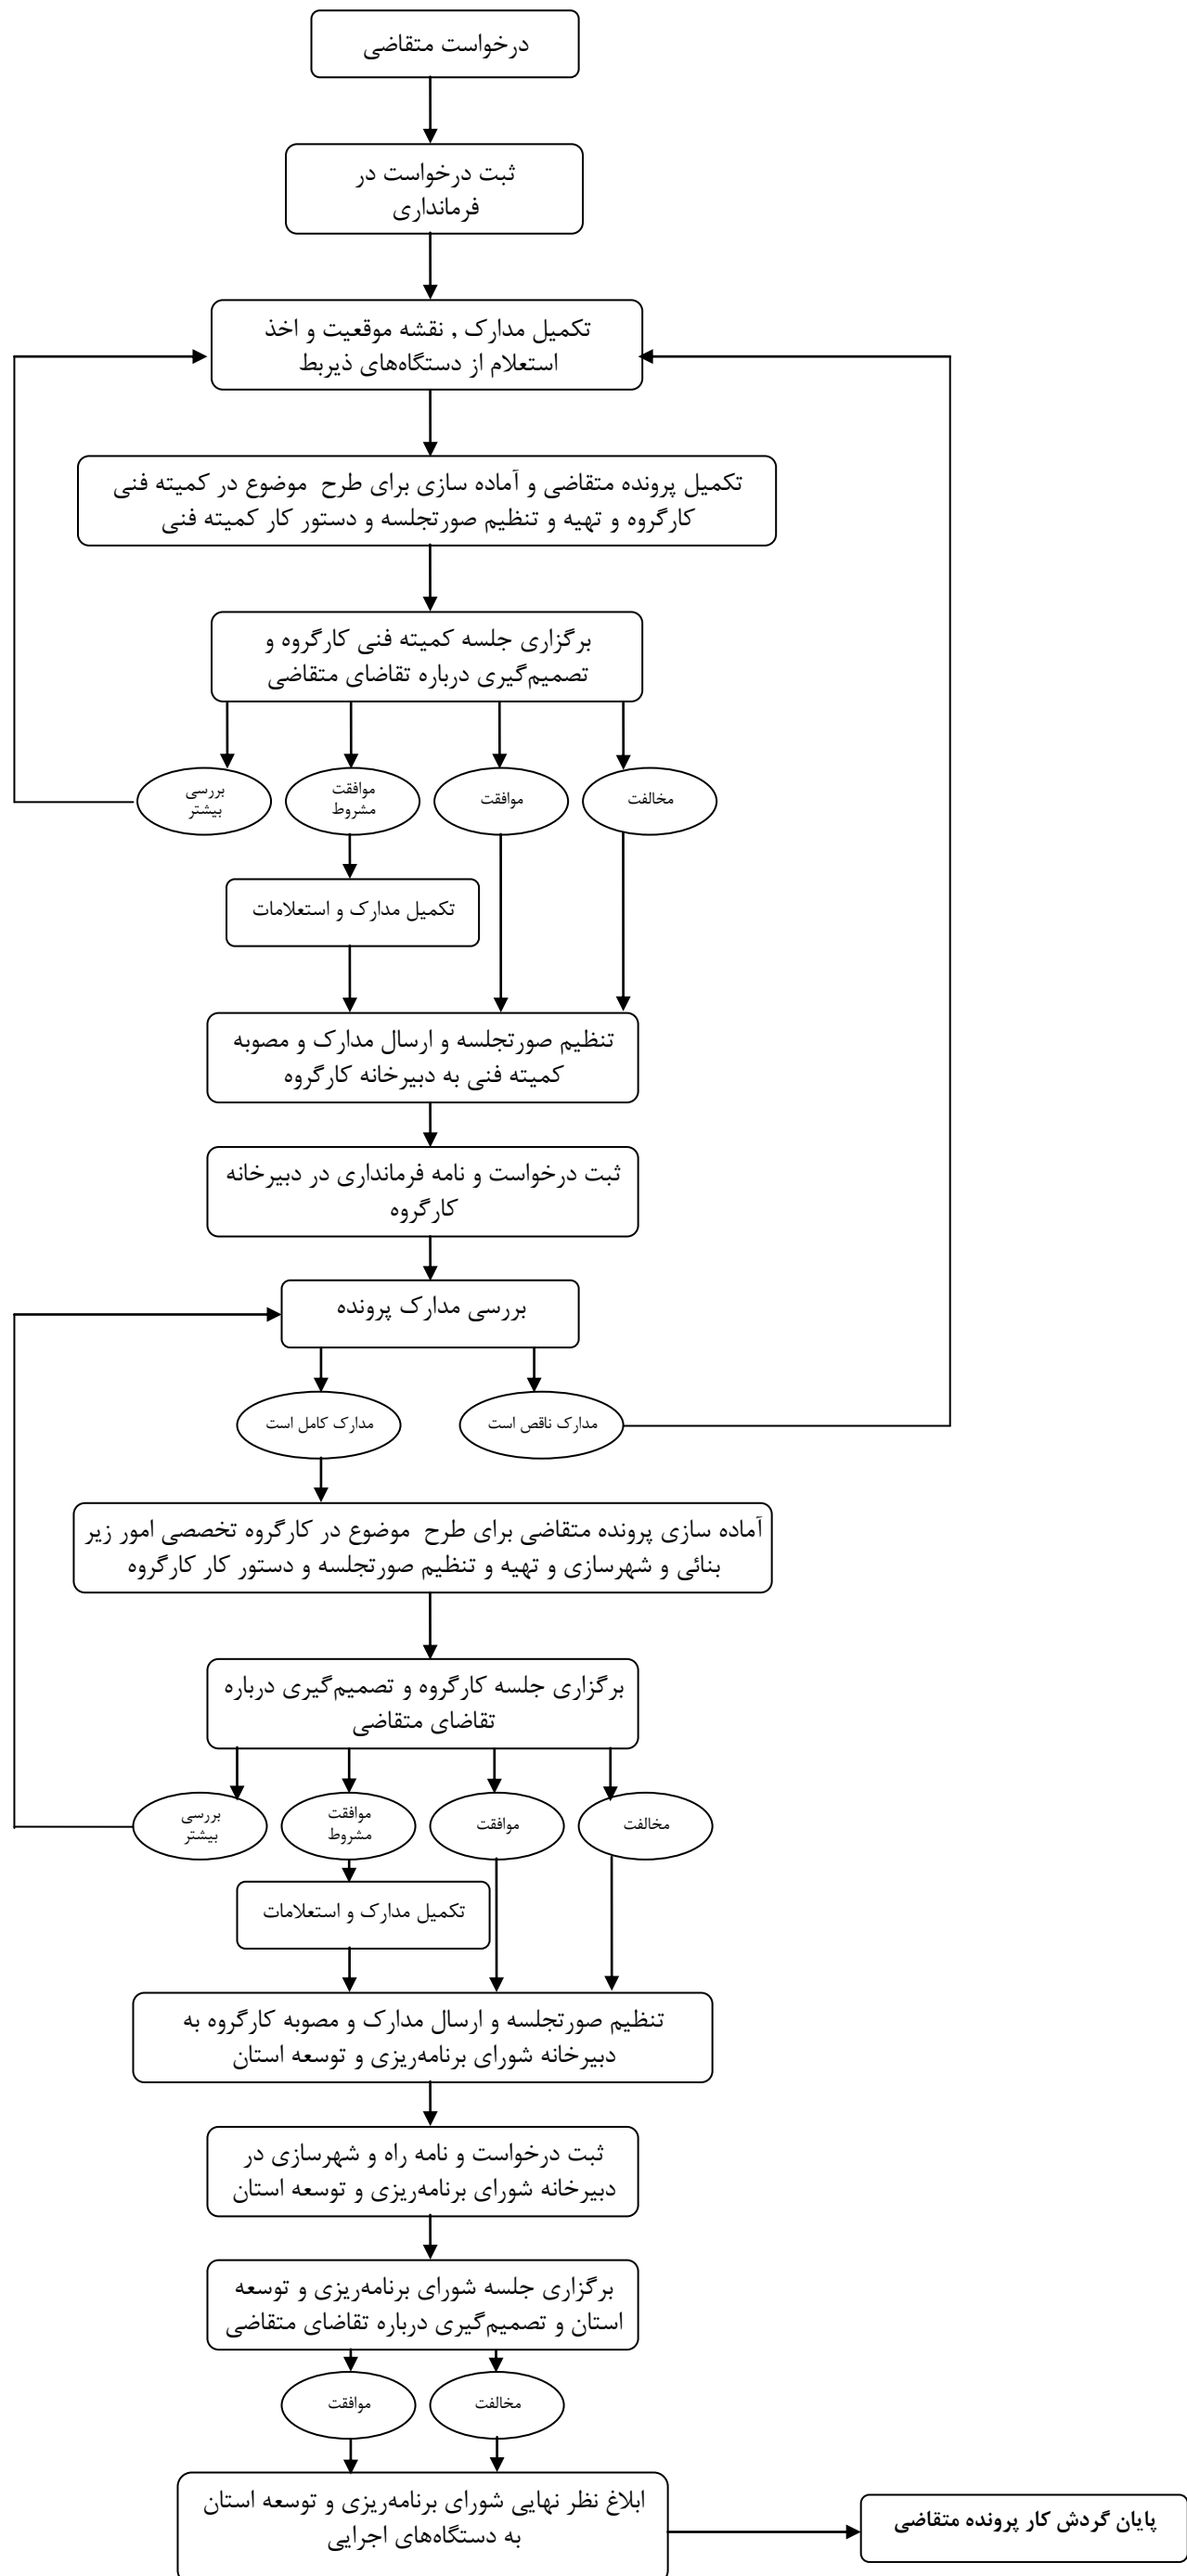 درخواست متقاضی
ثبت درخواست در
فرمانداری
تکمیل مدارک , نقشه موقعیت و اخذ
استعلام از دستگاه‌های ذیربط
تکمیل پرونده متقاضی و آماده سازی برای طرح موضوع در کمیته فنی
کارگروه و تهیه و تنظیم صورتجلسه و دستور کار کمیته فنی
برگزاری جلسه کمیته فنی کارگروه و
تصمیم‌گیری درباره تقاضای متقاضی
مخالفت
موافقت
موافقت
مشروط
بررسی
بیشتر
تکمیل مدارک و استعلامات
تنظیم صورتجلسه و ارسال مدارک و مصوبه
کمیته فنی به دبیرخانه کارگروه
ثبت درخواست و نامه فرمانداری در دبیرخانه
کارگروه
بررسی مدارک پرونده
مدارک ناقص است
مدارک کامل است
آماده سازی پرونده متقاضی برای طرح موضوع در کارگروه تخصصی امور زیر
بنائی و شهرسازی و تهیه و تنظیم صورتجلسه و دستور کار کارگروه
برگزاری جلسه کارگروه و تصمیم‌گیری درباره
تقاضای متقاضی
مخالفت
موافقت
موافقت
مشروط
بررسی
بیشتر
تکمیل مدارک و استعلامات
تنظیم صورتجلسه و ارسال مدارک و مصوبه کارگروه به
دبیرخانه شورای برنامه‌ریزی و توسعه استان
ثبت درخواست و نامه راه و شهرسازی در
دبیرخانه شورای برنامه‌ریزی و توسعه استان
برگزاری جلسه شورای برنامه‌ریزی و توسعه
استان و تصمیم‌گیری درباره تقاضای متقاضی
مخالفت
موافقت
ابلاغ نظر نهایی شورای برنامه‌ریزی و توسعه استان
به دستگاه‌های اجرایی
پایان گردش کار پرونده متقاضی